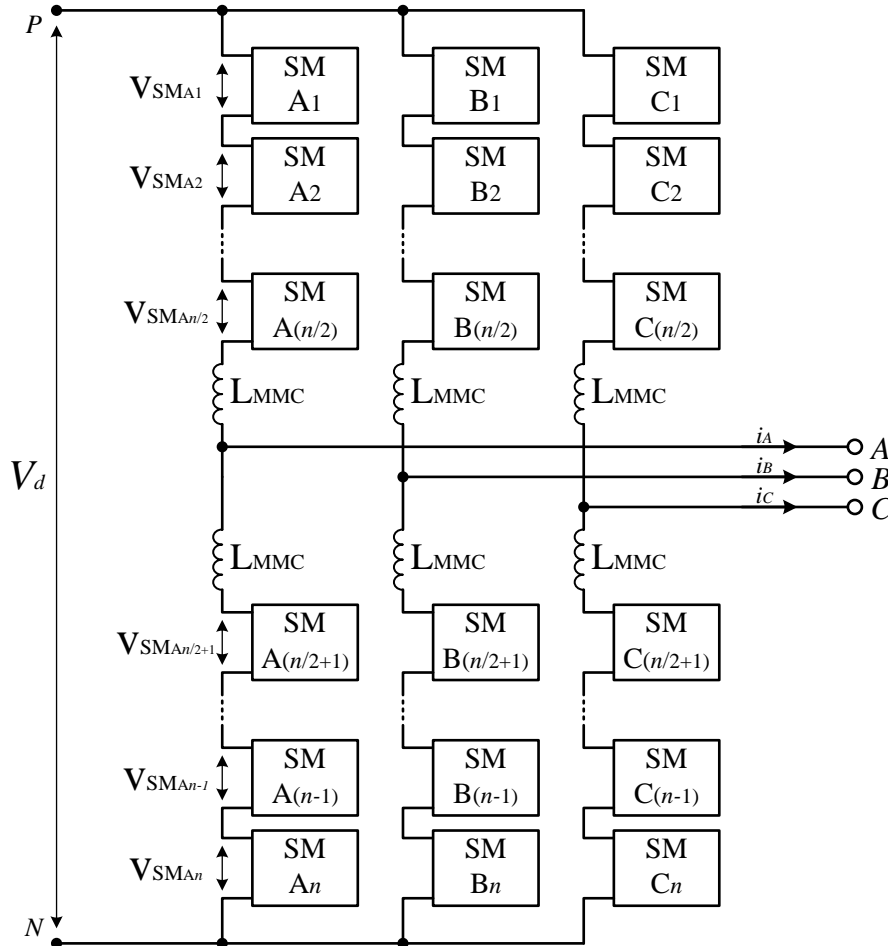 P
SM SM SM
VSMA1
A1 B1 C1
SM SM SM
VSMA2
A2 B2 C2
SM SM SM
VSMAn/2
A(n/2) B(n/2) C(n/2)
LMMC LMMC LMMC
iA A
Vd
iB B
iC C
LMMC LMMC LMMC
SM SM SM
VSMAn/2+1
A(n/2+1) B(n/2+1) C(n/2+1)
SM SM SM
VSMAn-1
A(n-1) B(n-1) C(n-1)
SM SM SM
VSMAn
An Bn Cn
N